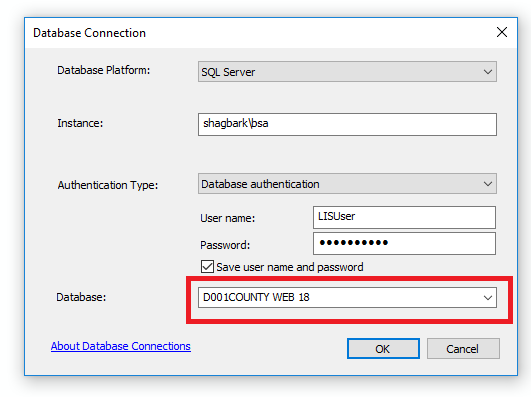 Database Connection
Database Platform: SQL Server
Instance: shagbark\bsa
Authentication Type: Database authentication
User name: LISUser
Password: ●●●●●●●●●●
Save user name and password
Database: D001COUNTY WEB 18
About Database Connections OK Cancel